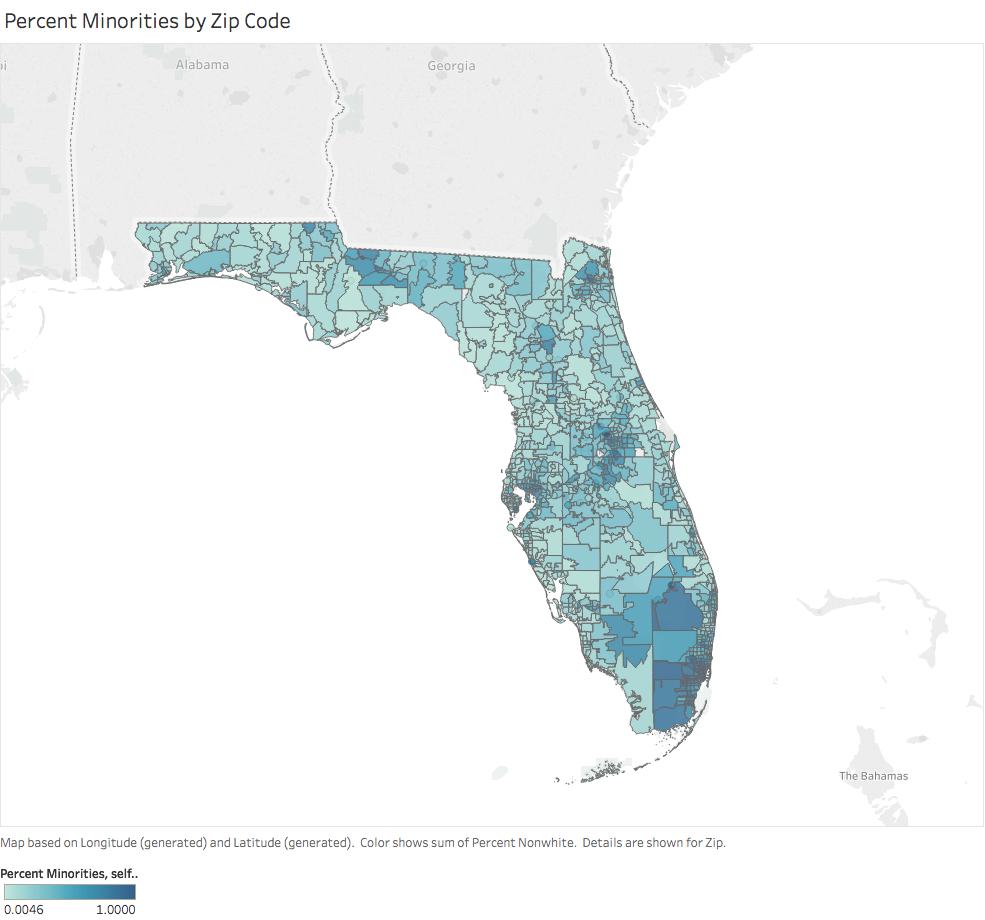 Percent Minorities by Zip Code
pi
Alabama
Georgia
The Bahamas
Map based on Longitude (generated) and Latitude (generated). Color shows sum of Percent Nonwhite. Details are shown for Zip.
Percent Minorities, self..
0.0046 1.0000